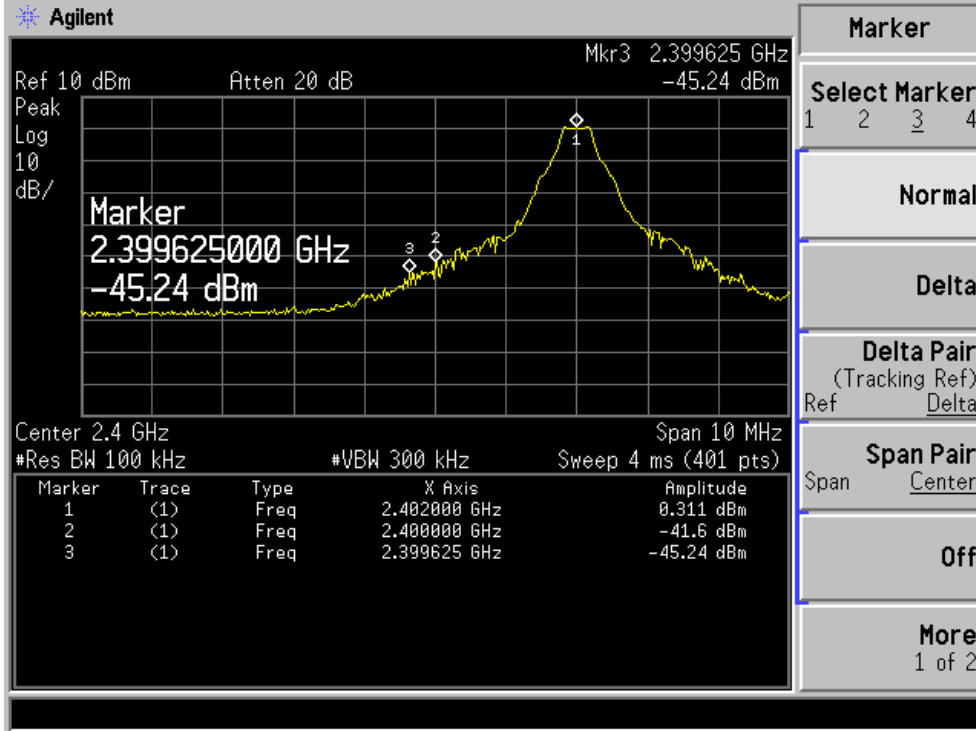 Agilent
Mkr3 2.399625 GHz
Ref 10 dBm Atten 20 dB -45.24 dBm
Peak
Log
10
dB/
1
2
3
Marker
2.399625000 GHz
-45.24 dBm
Center 2.4 GHz Span 10 MHz
#Res BW 100 kHz #VBW 300 kHz Sweep 4 ms (401 pts)
Marker Trace Type X Axis Amplitude
1 (1) Freq 2.402000 GHz 0.311 dBm
2 (1) Freq 2.400000 GHz -41.6 dBm
3 (1) Freq 2.399625 GHz -45.24 dBm
Marker
Select Marker
1 2 3 4
Normal
Delta
Delta Pair
(Tracking Ref)
Ref Delta
Span Pair
Span Center
Off
More
1 of 2